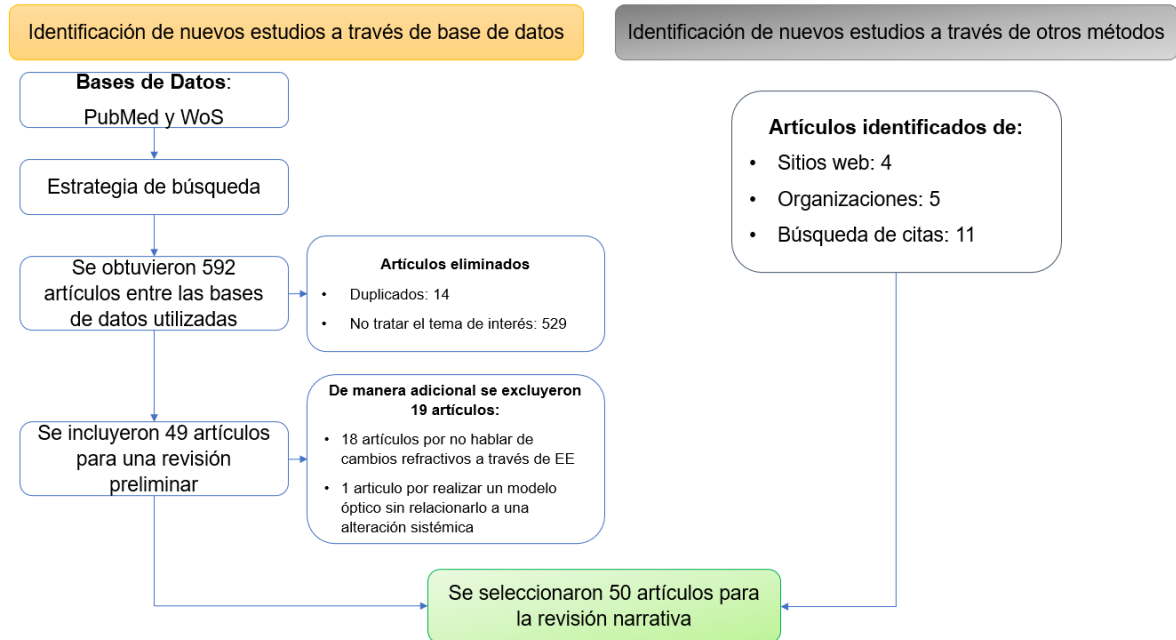 Identificación de nuevos estudios a través de base de datos
Identificación de nuevos estudios a través de otros métodos
Bases de Datos:
PubMed y WoS
Estrategia de búsqueda
Se obtuvieron 592
artículos entre las bases
de datos utilizadas
Artículos eliminados
• Duplicados: 14
• No tratar el tema de interés: 529
Se incluyeron 49 artículos
para una revisión
preliminar
De manera adicional se excluyeron
19 artículos:
• 18 artículos por no hablar de
cambios refractivos a través de EE
• 1 articulo por realizar un modelo
óptico sin relacionarlo a una
alteración sistémica
Artículos identificados de:
• Sitios web: 4
• Organizaciones: 5
• Búsqueda de citas: 11
Se seleccionaron 50 artículos para
la revisión narrativa